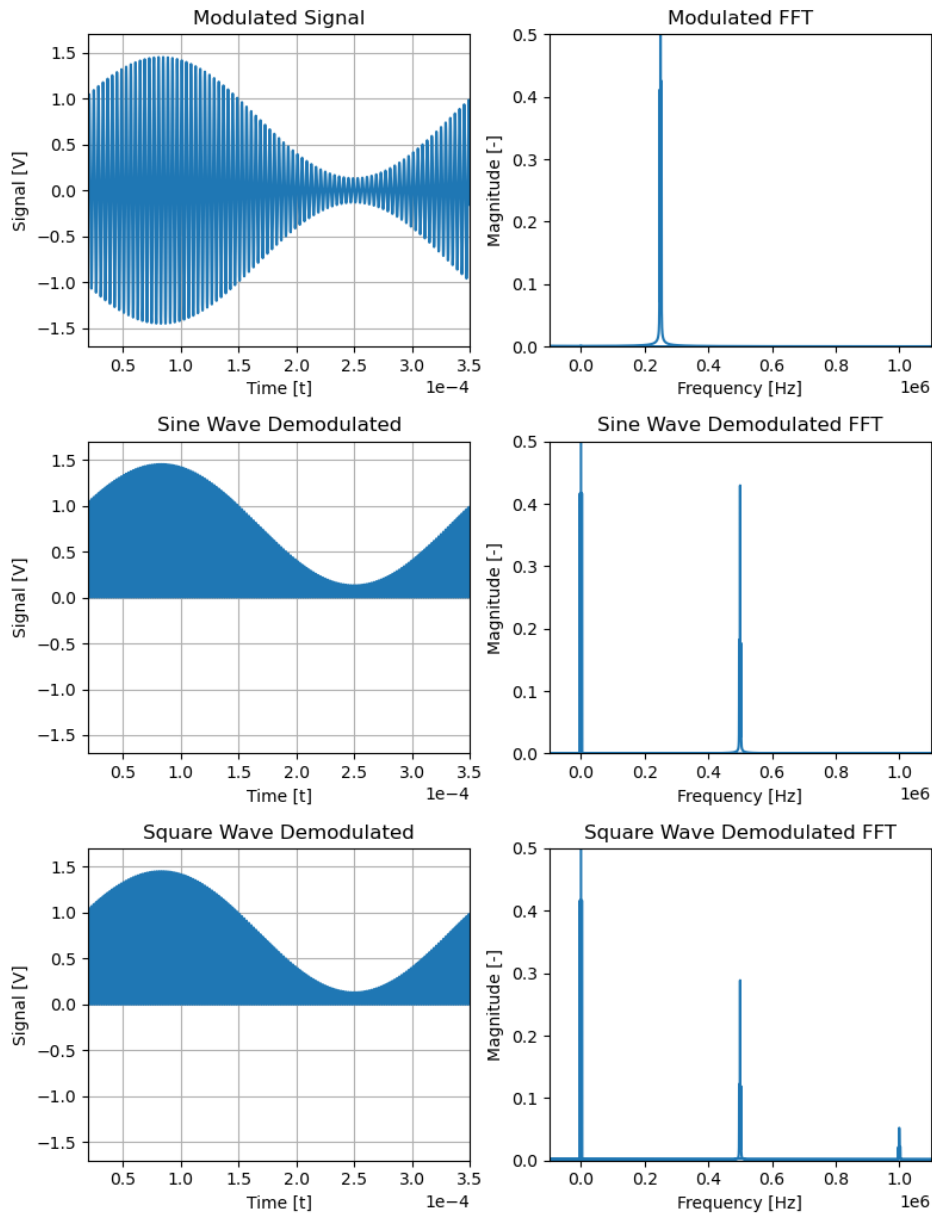 Modulated Signal
Signal [V]
1.5
1.0
0.5
0.0
−0.5
−1.0
−1.5
0.5 1.0 1.5 2.0 2.5 3.0 3.5
1e−4
Time [t]
Modulated FFT
Magnitude [-]
0.5
0.4
0.3
0.2
0.1
0.0
0.0 0.2 0.4 0.6 0.8 1.0
1e6
Frequency [Hz]
Sine Wave Demodulated
Signal [V]
1.5
1.0
0.5
0.0
−0.5
−1.0
−1.5
0.5 1.0 1.5 2.0 2.5 3.0 3.5
1e−4
Time [t]
Sine Wave Demodulated FFT
Magnitude [-]
0.5
0.4
0.3
0.2
0.1
0.0
0.0 0.2 0.4 0.6 0.8 1.0
1e6
Frequency [Hz]
Square Wave Demodulated
Signal [V]
1.5
1.0
0.5
0.0
−0.5
−1.0
−1.5
0.5 1.0 1.5 2.0 2.5 3.0 3.5
1e−4
Time [t]
Square Wave Demodulated FFT
Magnitude [-]
0.5
0.4
0.3
0.2
0.1
0.0
0.0 0.2 0.4 0.6 0.8 1.0
1e6
Frequency [Hz]